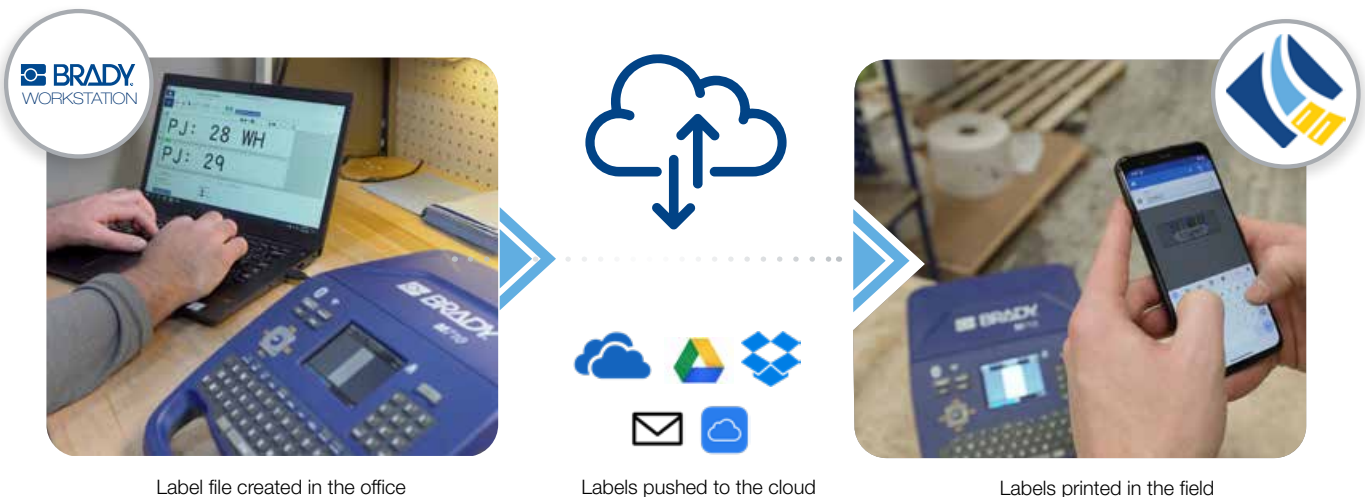 BRADY
WORKSTATION
PJ: 28 WH
PJ: 29
BRADY
BRADY
Label file created in the office
Labels pushed to the cloud
Labels printed in the field